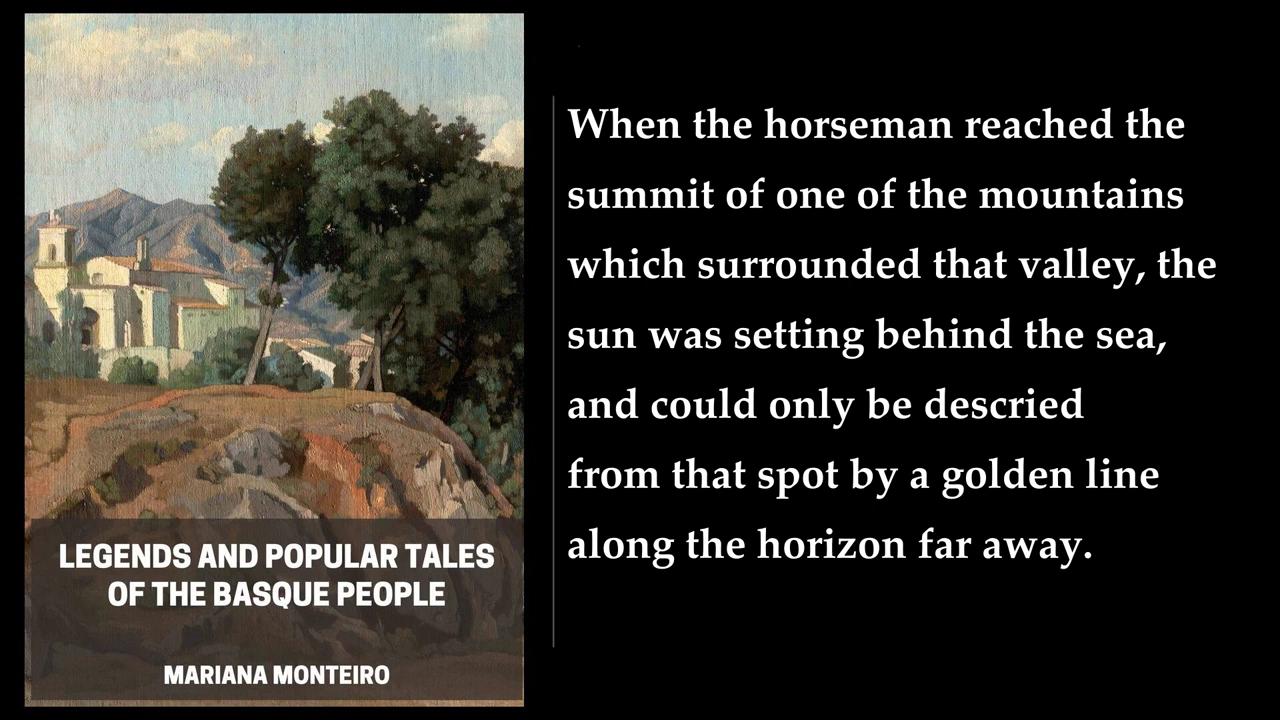 LEGENDS AND POPULAR TALES
OF THE BASQUE PEOPLE
MARIANA MONTEIRO
When the horseman reached the
summit of one of the mountains
which surrounded that valley, the
sun was setting behind the sea,
and could only be descried
from that spot by a golden line
along the horizon far away.